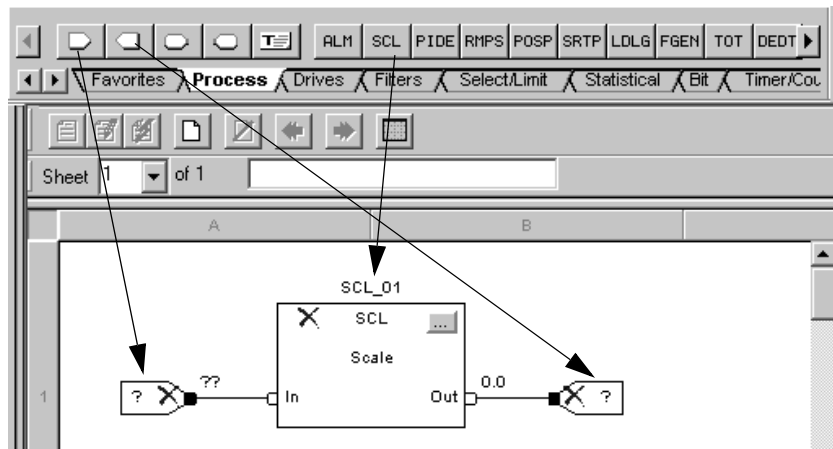 T ALM SCL PIDE RMPS POSP SRTP LDLG FGEN TOT DEDT
Favorites Process Drives Filters Select/Limit Statistical Bit Timer/Cou
Sheet 1 of 1
A B
SCL_01
SCL ...
Scale
? ?? In Out 0.0 ?
1